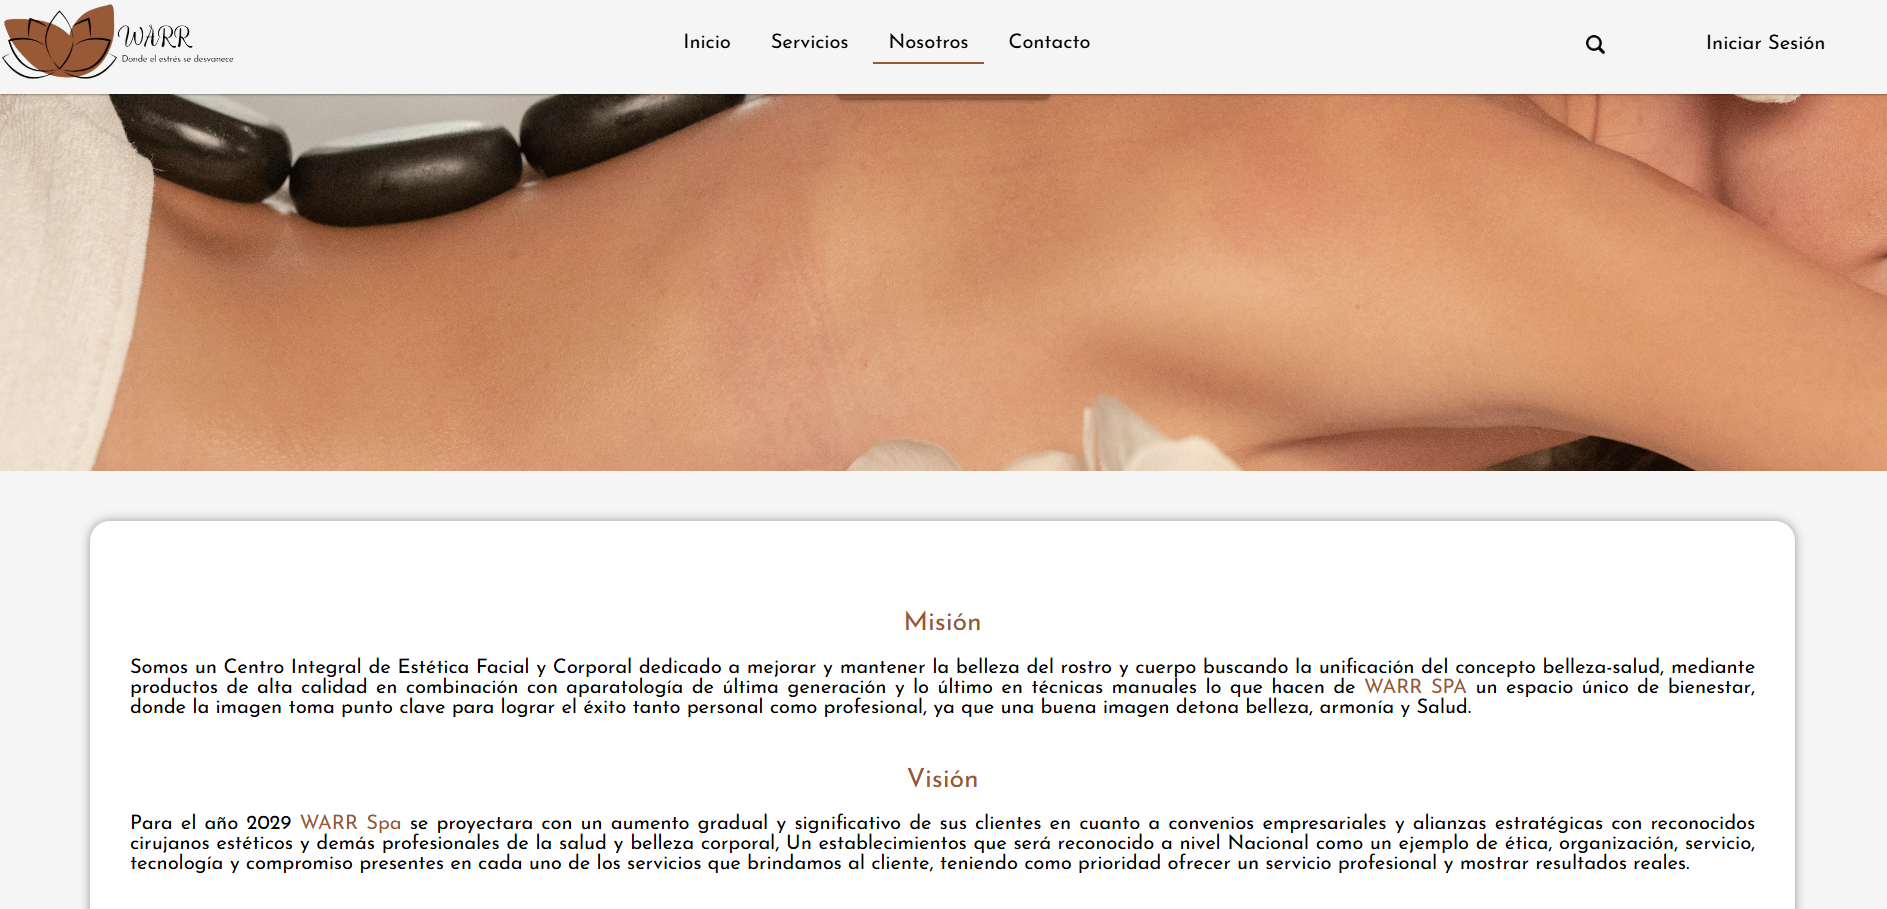 WARR
Donde el estrés se desvanece
Inicio Servicios Nosotros Contacto
Iniciar Sesión
Misión
Somos un Centro Integral de Estética Facial y Corporal dedicado a mejorar y mantener la belleza del rostro y cuerpo buscando la unificación del concepto belleza-salud, mediante
productos de alta calidad en combinación con aparatología de última generación y lo último en técnicas manuales lo que hacen de WARR SPA un espacio único de bienestar,
donde la imagen toma punto clave para lograr el éxito tanto personal como profesional, ya que una buena imagen detona belleza, armonía y Salud.
Visión
Para el año 2029 WARR Spa se proyectara con un aumento gradual y significativo de sus clientes en cuanto a convenios empresariales y alianzas estratégicas con reconocidos
cirujanos estéticos y demás profesionales de la salud y belleza corporal, Un establecimientos que será reconocido a nivel Nacional como un ejemplo de ética, organización, servicio,
tecnología y compromiso presentes en cada uno de los servicios que brindamos al cliente, teniendo como prioridad ofrecer un servicio profesional y mostrar resultados reales.